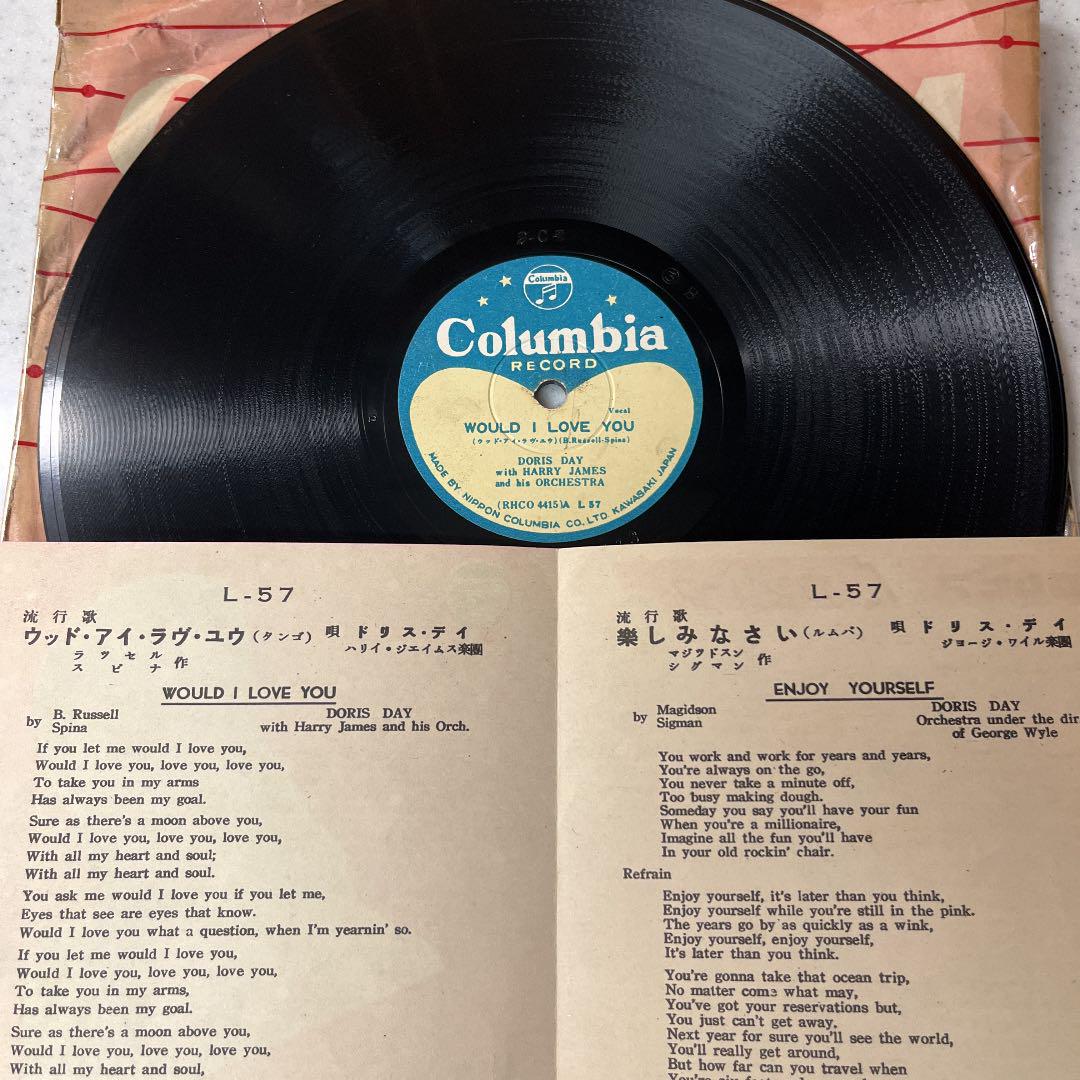 2-C4
Columbia
Columbia
RECORD
Vocal
WOULD I LOVE YOU
(ウッド・アイ・ラヴ・ユウ)(B.Russell-Spina)
DORIS DAY
with HARRY JAMES
and his ORCHESTRA
(RHCO 4415)A L 57
MADE BY NIPPON COLUMBIA CO., LTD. KAWASAKI JAPAN
L-57
流行歌
ウッド・アイ・ラヴ・ユウ(タンゴ) 唄 ドリス・デイ
ラッセル
スピナ 作
ハリイ・ジエイムス楽團
WOULD I LOVE YOU
by B. Russell
Spina
DORIS DAY
with Harry James and his Orch.
If you let me would I love you,
Would I love you, love you, love you,
To take you in my arms
Has always been my goal.
Sure as there's a moon above you,
Would I love you, love you, love you,
With all my heart and soul;
With all my heart and soul.
You ask me would I love you if you let me,
Eyes that see are eyes that know.
Would I love you what a question, when I'm yearnin' so.
If you let me would I love you,
Would I love you, love you, love you,
To take you in my arms,
Has always been my goal.
Sure as there's a moon above you,
Would I love you, love you, love you,
With all my heart and soul,
L-57
流行歌
樂しみなさい(ルムバ) 唄 ドリス・デイ
マジッドスン
シグマン 作
ジョージ・ワイル楽團
ENJOY YOURSELF
by Magidson
Sigman
DORIS DAY
Orchestra under the dir
of George Wyle
You work and work for years and years,
You're always on the go,
You never take a minute off,
Too busy making dough.
Someday you say you'll have your fun
When you're a millionaire,
Imagine all the fun you'll have
In your old rockin' chair.
Refrain
Enjoy yourself, it's later than you think,
Enjoy yourself while you're still in the pink.
The years go by as quickly as a wink,
Enjoy yourself, enjoy yourself,
It's later than you think.
You're gonna take that ocean trip,
No matter come what may,
You've got your reservations but,
You just can't get away.
Next year for sure you'll see the world,
You'll really get around,
But how far can you travel when